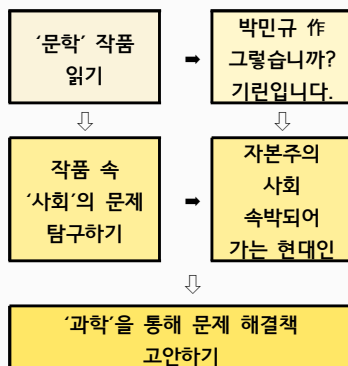 ‘문학’ 작품
읽기
➡
박민규 作
그렇습니까?
기린입니다.
작품 속
‘사회’의 문제
탐구하기
➡
자본주의
사회
속박되어
가는 현대인
‘과학’을 통해 문제 해결책
고안하기